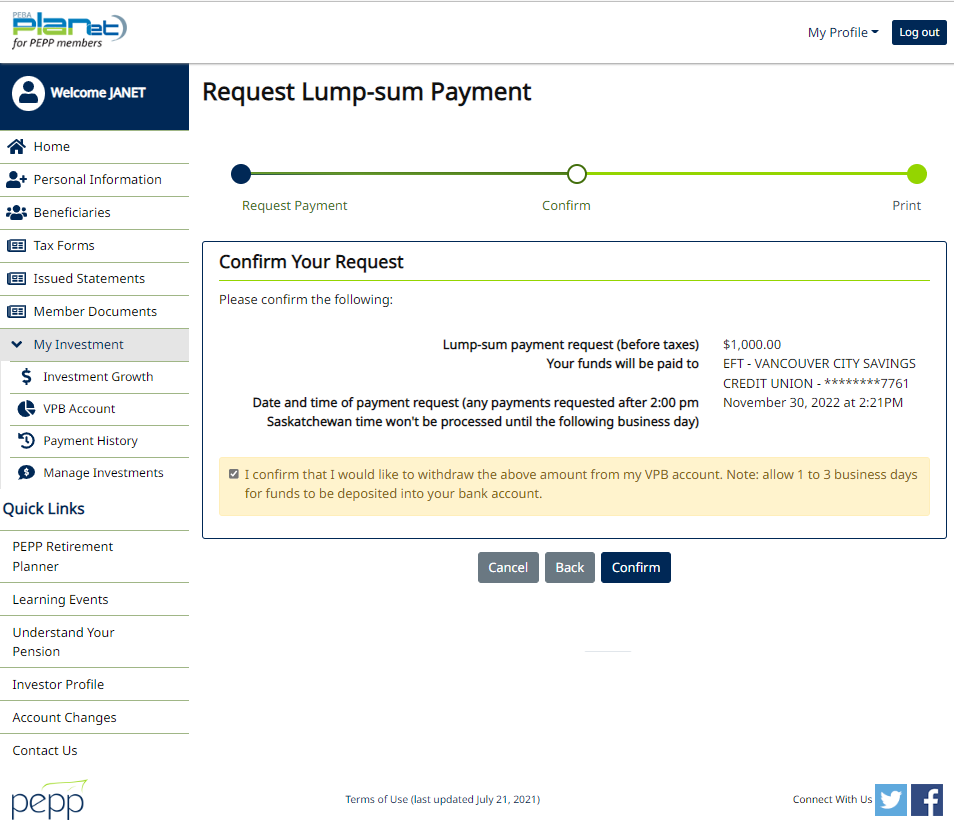 PEBA
planet
for PEPP members
My Profile
Log out
Welcome JANET
Home
Personal Information
Beneficiaries
Tax Forms
Issued Statements
Member Documents
My Investment
Investment Growth
VPB Account
Payment History
Manage Investments
Quick Links
PEPP Retirement
Planner
Learning Events
Understand Your
Pension
Investor Profile
Account Changes
Contact Us
Request Lump-sum Payment
Request Payment
Confirm
Print
Confirm Your Request
Please confirm the following:
Lump-sum payment request (before taxes) $1,000.00
Your funds will be paid to EFT - VANCOUVER CITY SAVINGS
CREDIT UNION - ********7761
Date and time of payment request (any payments requested after 2:00 pm November 30, 2022 at 2:21PM
Saskatchewan time won't be processed until the following business day)
I confirm that I would like to withdraw the above amount from my VPB account. Note: allow 1 to 3 business days
for funds to be deposited into your bank account.
Cancel
Back
Confirm
pepp
Terms of Use (last updated July 21, 2021)
Connect With Us